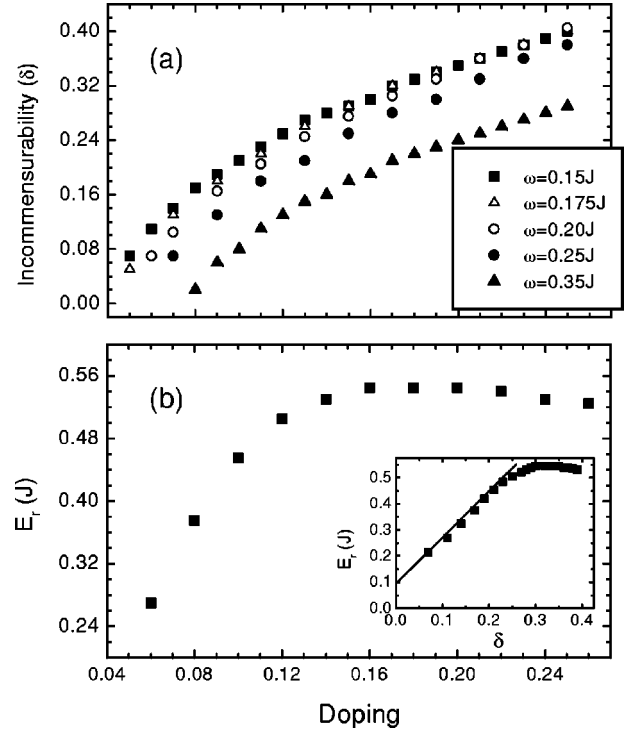 (a)
Incommensurability (δ)
0.40
0.32
0.24
0.16
0.08
0.00
ω=0.15J
ω=0.175J
ω=0.20J
ω=0.25J
ω=0.35J
(b)
E_r (J)
0.56
0.48
0.40
0.32
0.24
E_r (J)
0.5
0.4
0.3
0.2
0.1
0.0
0.0 0.1 0.2 0.3 0.4
δ
0.04 0.08 0.12 0.16 0.20 0.24
Doping